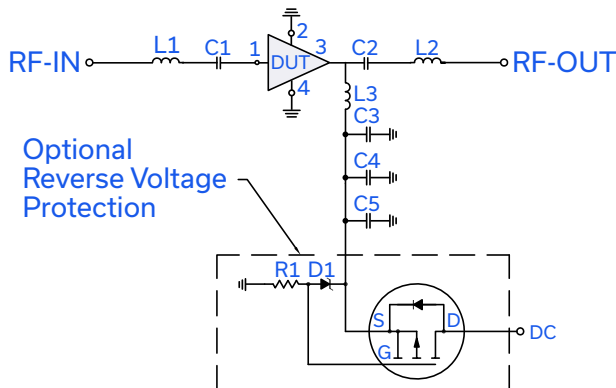 2
L1
C1
1
DUT
3
C2
L2
RF-IN
RF-OUT
4
L3
C3
Optional
Reverse Voltage
Protection
C4
C5
R1
D1
S
D
DC
G